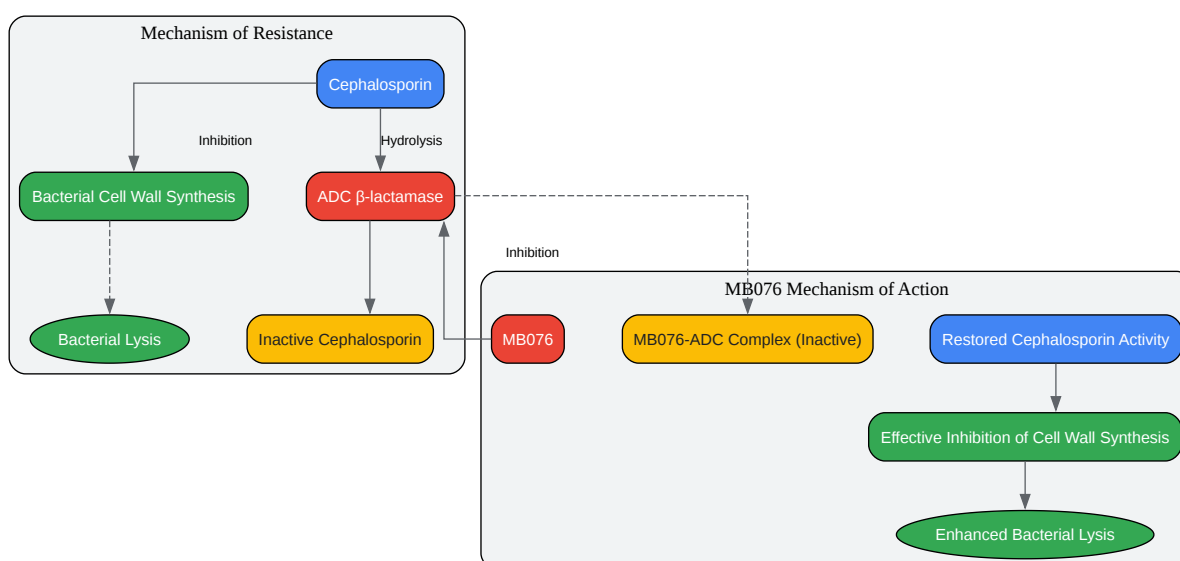 Mechanism of Resistance
Cephalosporin
Inhibition
Hydrolysis
Bacterial Cell Wall Synthesis
ADC β-lactamase
Inhibition
MB076 Mechanism of Action
Bacterial Lysis
Inactive Cephalosporin
MB076
MB076-ADC Complex (Inactive)
Restored Cephalosporin Activity
Effective Inhibition of Cell Wall Synthesis
Enhanced Bacterial Lysis